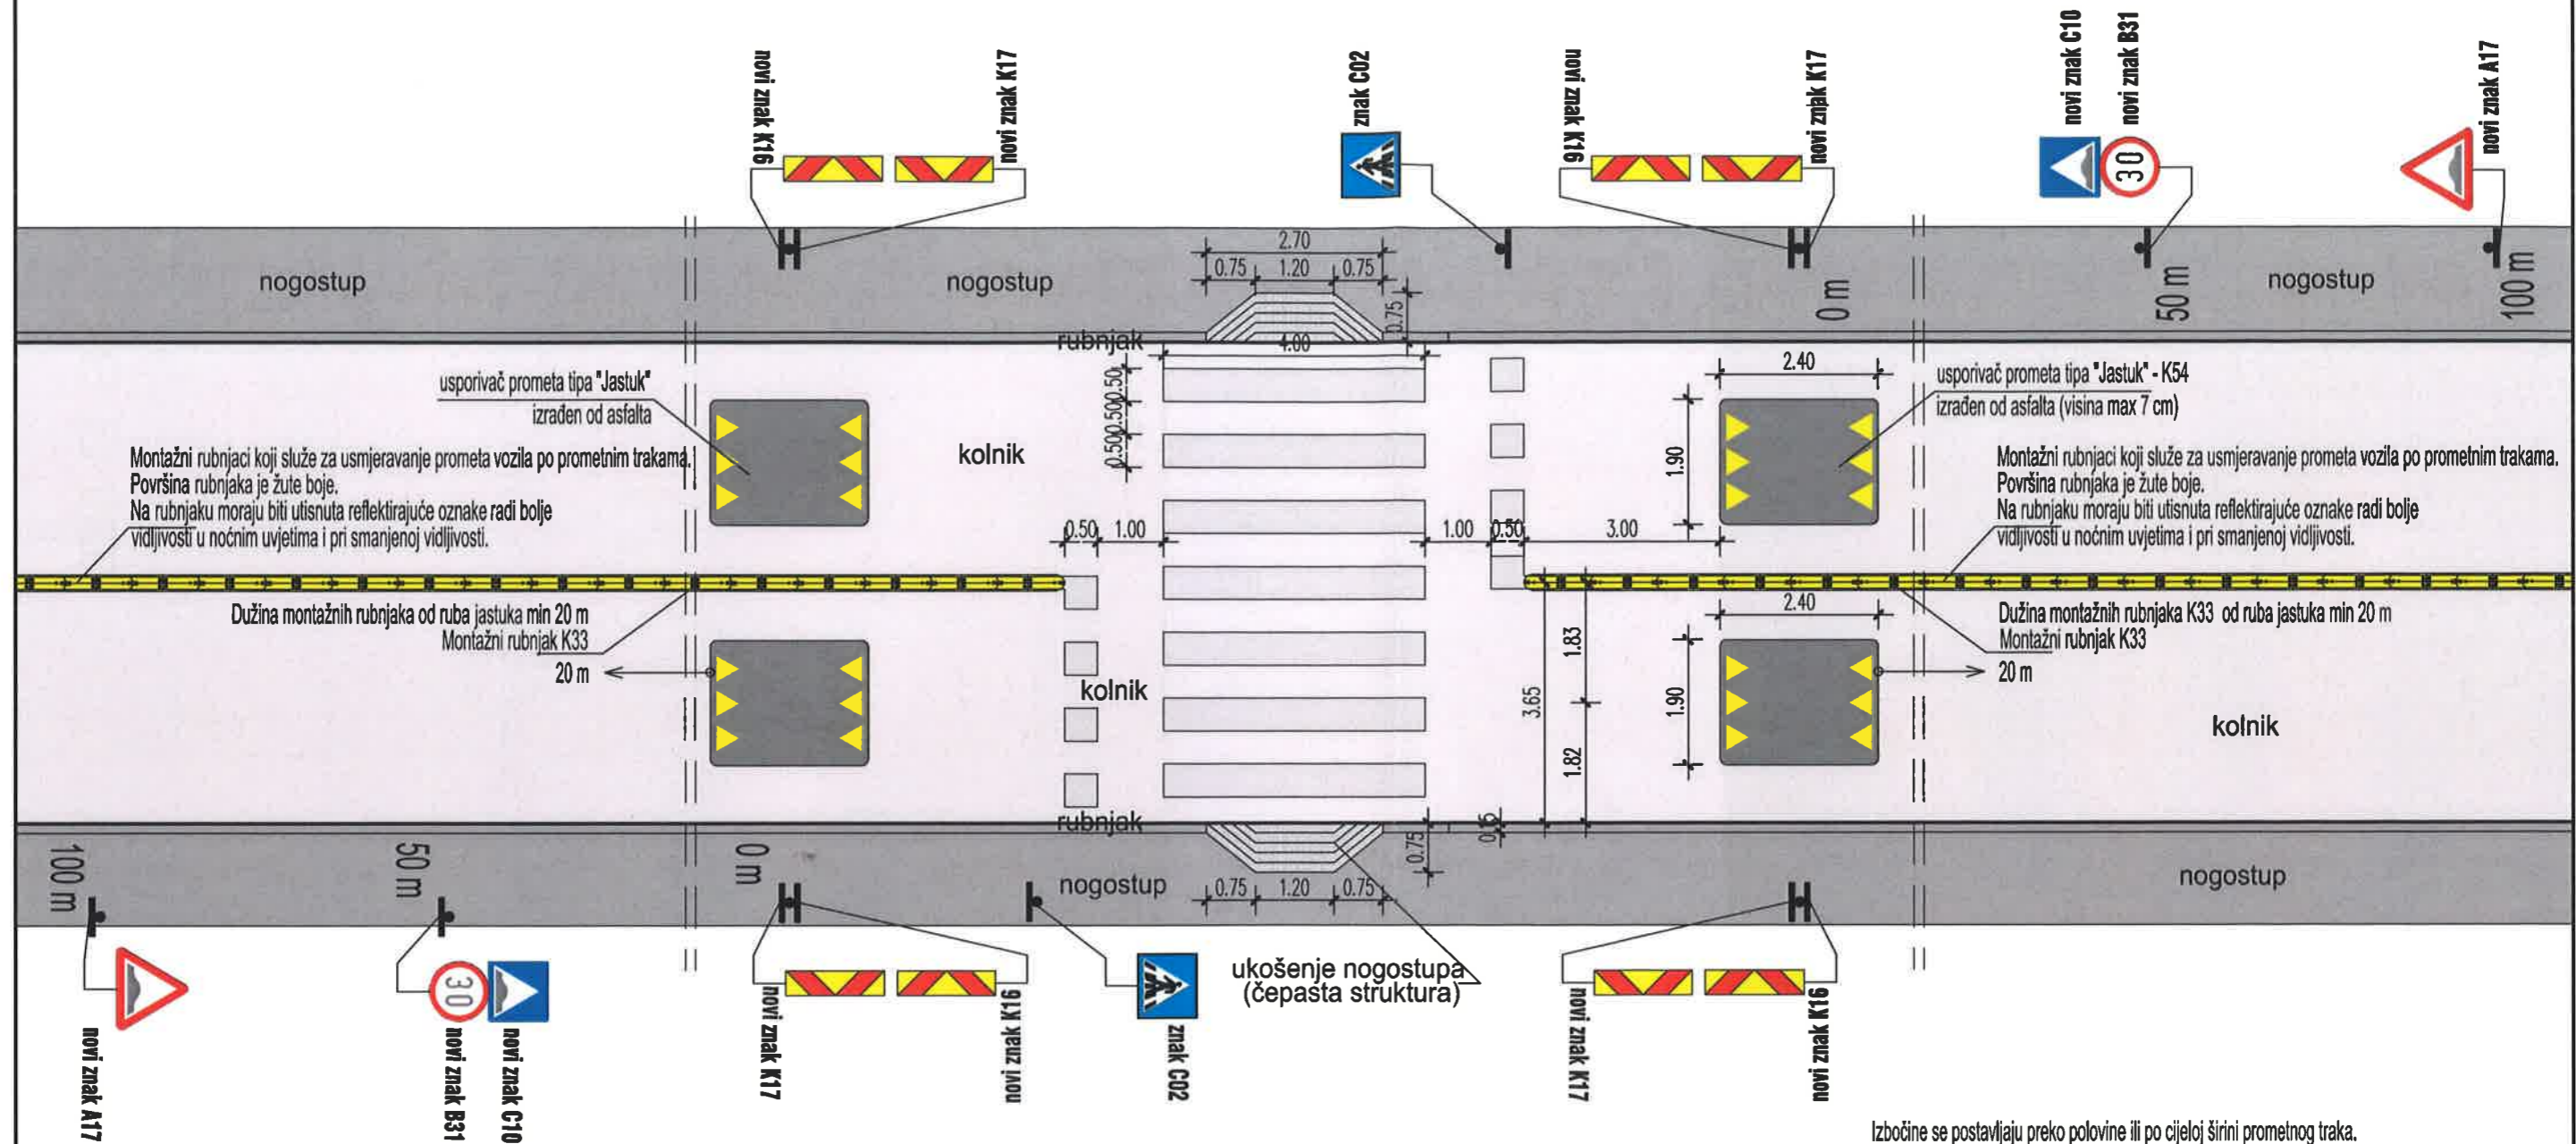 novi znak K16
novi znak K17
znak C02
novi znak K16
novi znak K17
novi znak C10
novi znak B31
novi znak A17
30
2.70
0.75 1.20 0.75
nogostup
nogostup
0 m
50 m
nogostup
100 m
0.75
rubnjak
4.00
usporivač prometa tipa "Jastuk"
izrađen od asfalta
0.50
0.50
0.50
kolnik
2.40
1.90
usporivač prometa tipa "Jastuk" - K54
izrađen od asfalta (visina max 7 cm)
Montažni rubnjaci koji služe za usmjeravanje prometa vozila po prometnim trakama.
Površina rubnjaka je žute boje.
Na rubnjaku moraju biti utisnuta reflektirajuće oznake radi bolje
vidljivosti u noćnim uvjetima i pri smanjenoj vidljivosti.
Montažni rubnjaci koji služe za usmjeravanje prometa vozila po prometnim trakama.
Površina rubnjaka je žute boje.
Na rubnjaku moraju biti utisnuta reflektirajuće oznake radi bolje
vidljivosti u noćnim uvjetima i pri smanjenoj vidljivosti.
0.50 1.00
1.00 0.50 3.00
Dužina montažnih rubnjaka od ruba jastuka min 20 m
Montažni rubnjak K33
20 m
2.40
1.90
Dužina montažnih rubnjaka K33 od ruba jastuka min 20 m
Montažni rubnjak K33
20 m
1.83
3.65
1.82
kolnik
kolnik
rubnjak
0.75
0.15
100 m
50 m
0 m
nogostup
0.75 1.20 0.75
nogostup
ukošenje nogostupa
(čepasta struktura)
30
novi znak A17
novi znak B31
novi znak C10
novi znak K17
novi znak K16
znak C02
novi znak K17
novi znak K16
Izbočine se postavljaju preko polovine ili po cijeloj širini prometnog traka.